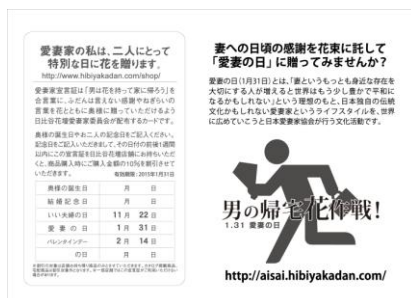 愛妻家の私は、二人にとって
特別な日に花を贈ります。
http://www.hibiyakadan.com/shop/
愛妻家宣言証は「男は花を持って家に帰ろう」を
合言葉に、ふだんは言えない感謝やねぎらいの
言葉を花とともに奥様に贈っていただけるよう
日比谷花壇愛妻家委員会が配布するカードです。
奥様の誕生日やお二人の記念日をご記入ください。
記念日をご記入いただきまして、その日付の前後1週間
以内にこの宣言証を日比谷花壇店舗にお持ちいただ
くと、商品購入時にご購入金額の10%を割引させて
いただきます。 有効期限：2013年1月31日
奥様の誕生日 月 日
結婚記念日 月 日
いい夫婦の日 11 月 22 日
愛妻の日 1 月 31 日
バレンタインデー 2 月 14 日
の日 月 日
妻への日頃の感謝を花束に託して
「愛妻の日」に贈ってみませんか？
愛妻の日(1月31日)とは、「妻というもっとも身近な存在を
大切にする人が増えると世界はもう少し豊かで平和に
なるかもしれない」という理想のもと、日本独自の伝統
文化かもしれない愛妻家というライフスタイルを、世界
に広めていこうと日本愛妻家協会が行う文化活動です。
男の帰宅花作戦!
1.31 愛妻の日
http://aisai.hibiyakadan.com/